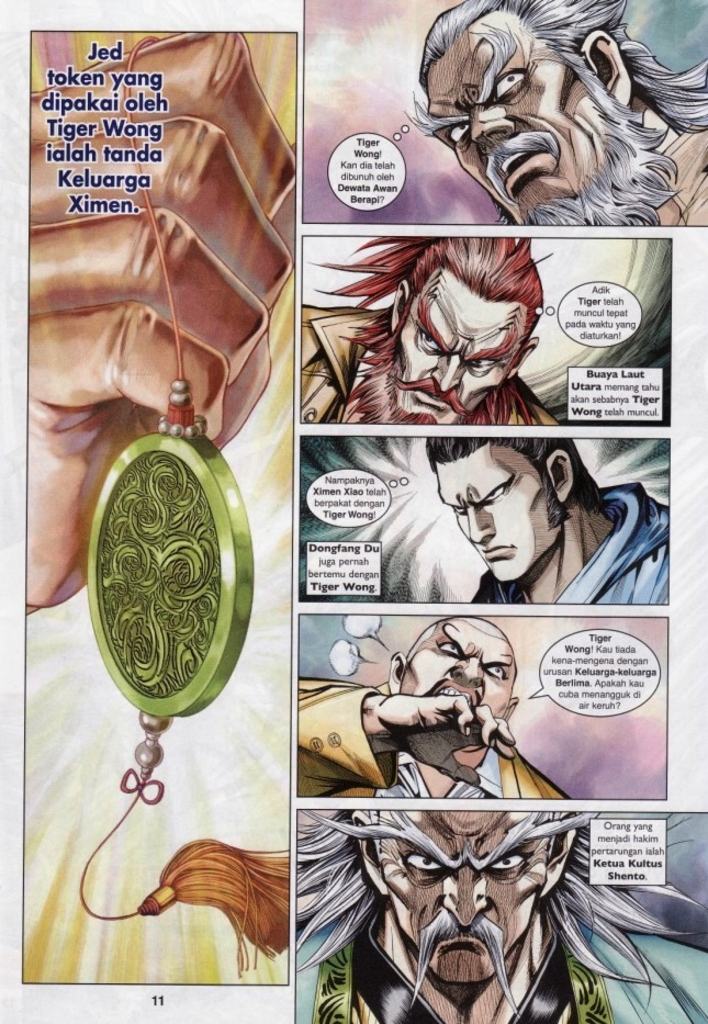 Jed
token yang
dipakai oleh
Tiger Wong
ialah tanda
Keluarga
Ximen.
Tiger
Wong!
Kan dia telah
dibunuh oleh
Dewata Awan
Berapi?
Adik
Tiger telah
muncul tepat
pada waktu yang
diaturkan!
Buaya Laut
Utara memang tahu
akan sebabnya Tiger
Wong telah muncul.
Nampaknya
Ximen Xiao telah
berpakat dengan
Tiger Wong!
Dongfang Du
juga pernah
bertemu dengan
Tiger Wong.
Tiger
Wong! Kau tiada
kena-mengena dengan
urusan Keluarga-keluarga
Berlima. Apakah kau
cuba menangguk di
air keruh?
Orang yang
menjadi hakim
pertarungan ialah
Ketua Kultus
Shento.
11